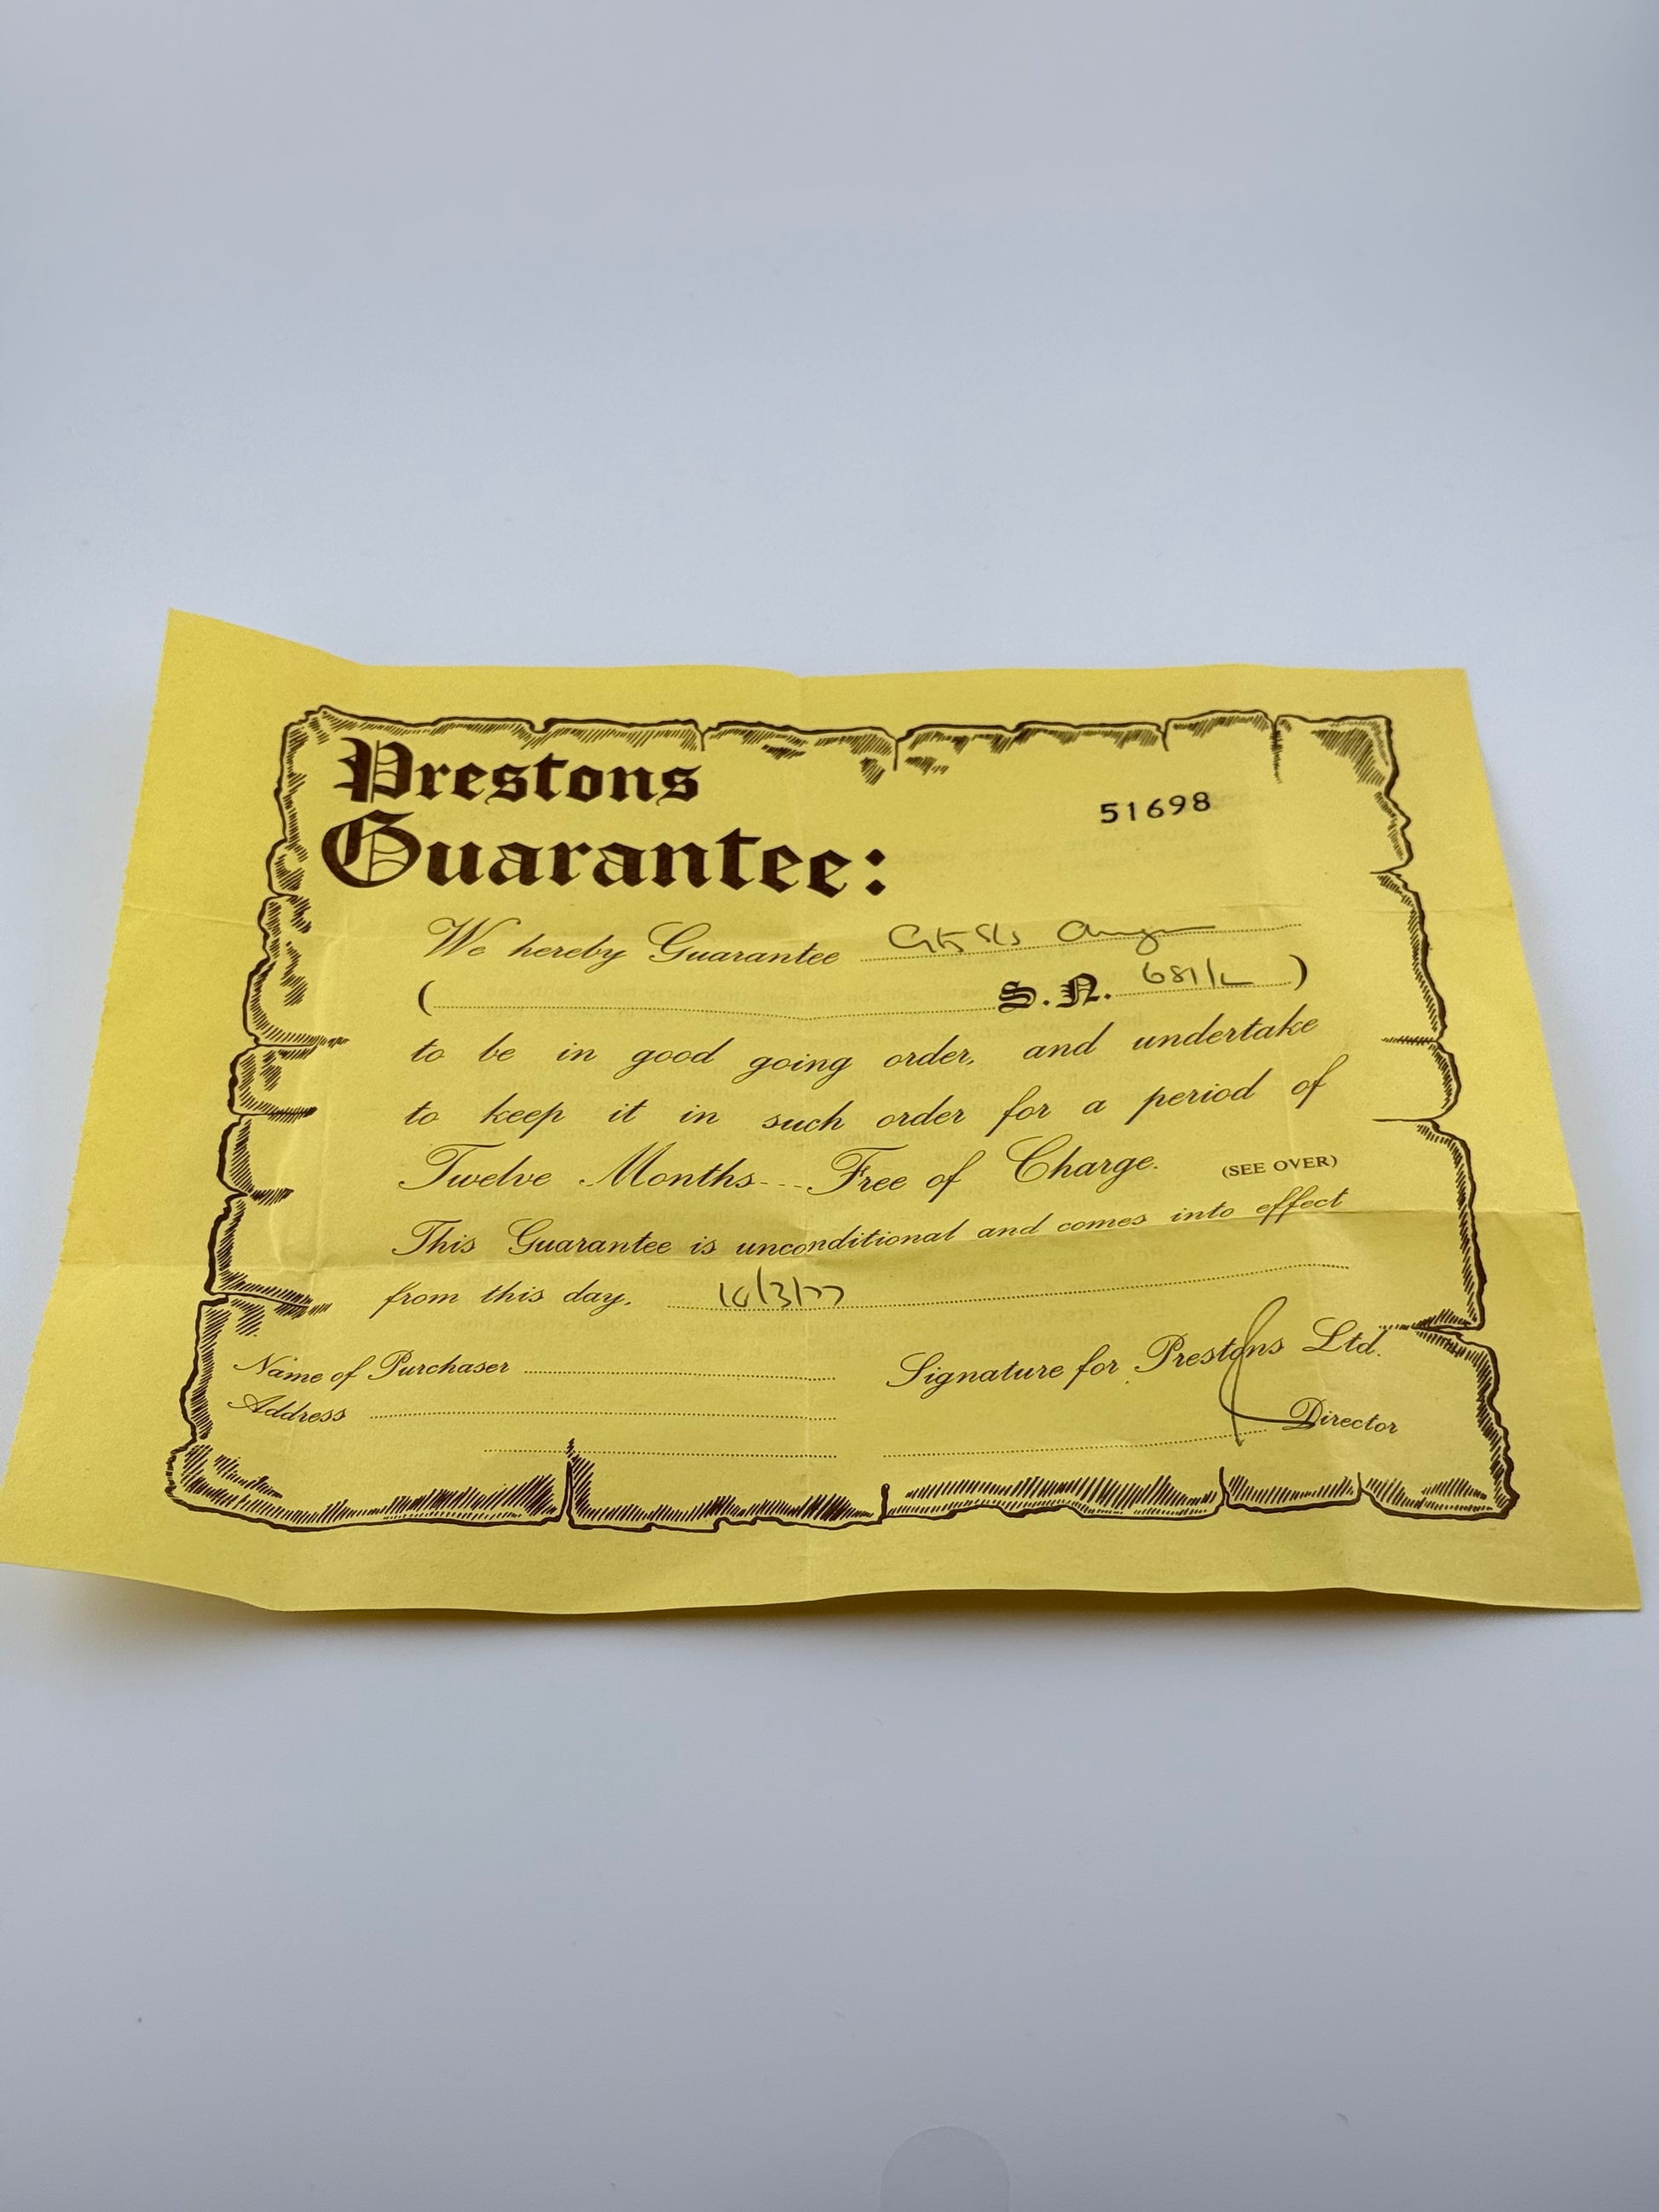 Prestons
Guarantee:
51698
We hereby Guarantee Gts S/S
( S.N. 681/L )
to be in good going order, and undertake
to keep it in such order for a period of
Twelve Months---Free of Charge. (SEE OVER)
This Guarantee is unconditional and comes into effect
from this day.
Name of Purchaser
Signature for Prestons Ltd.
Address
Director